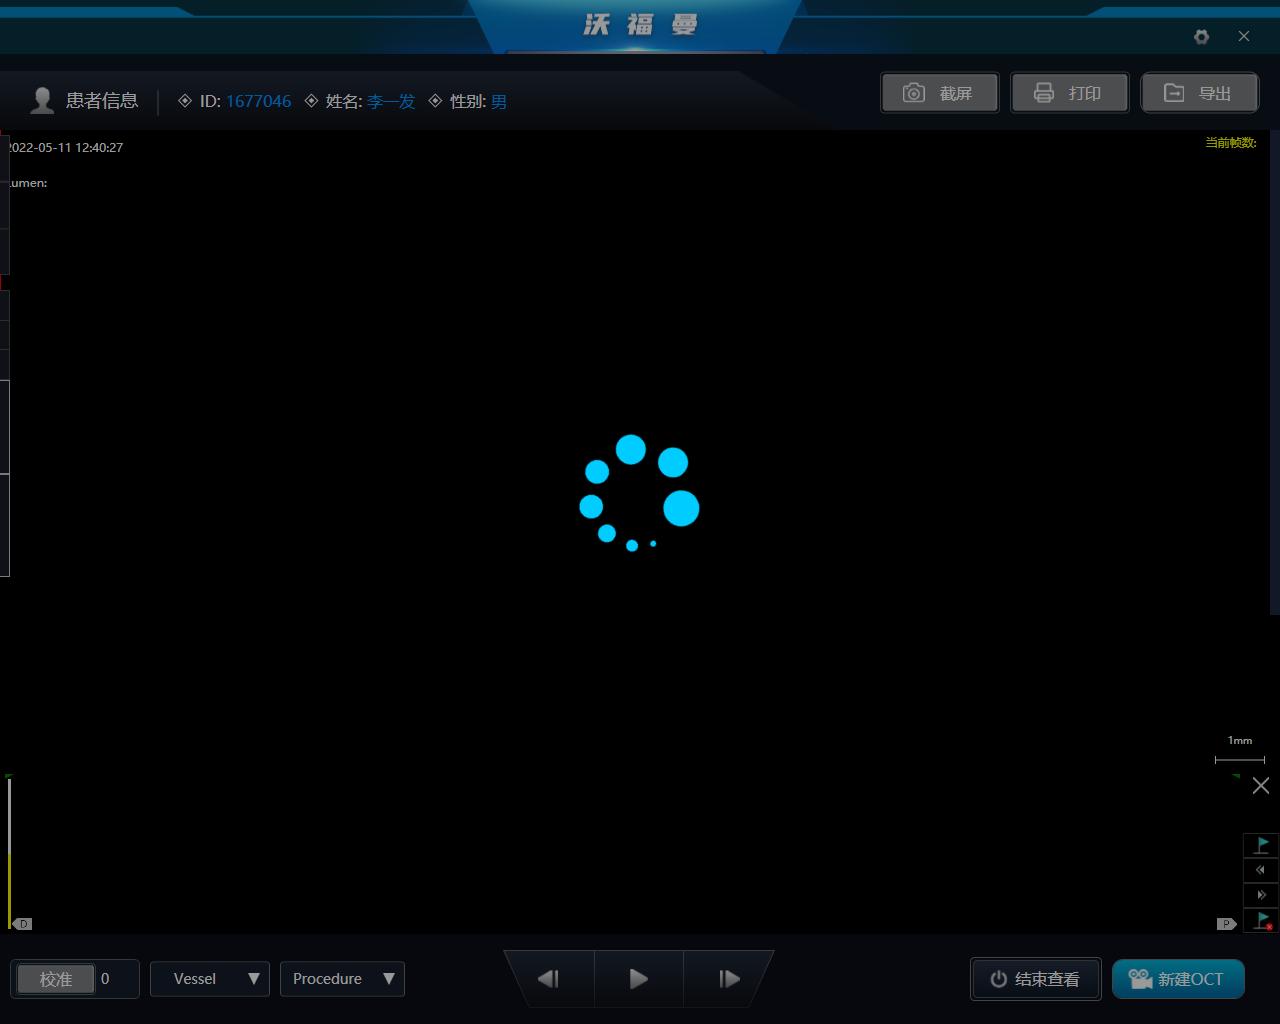 沃福曼
患者信息 ID: 1677046 姓名: 李一发 性别: 男
截屏 打印 导出
2022-05-11 12:40:27
当前帧数:
umen:
1mm
D
P
校准 0 Vessel Procedure
结束查看 新建OCT